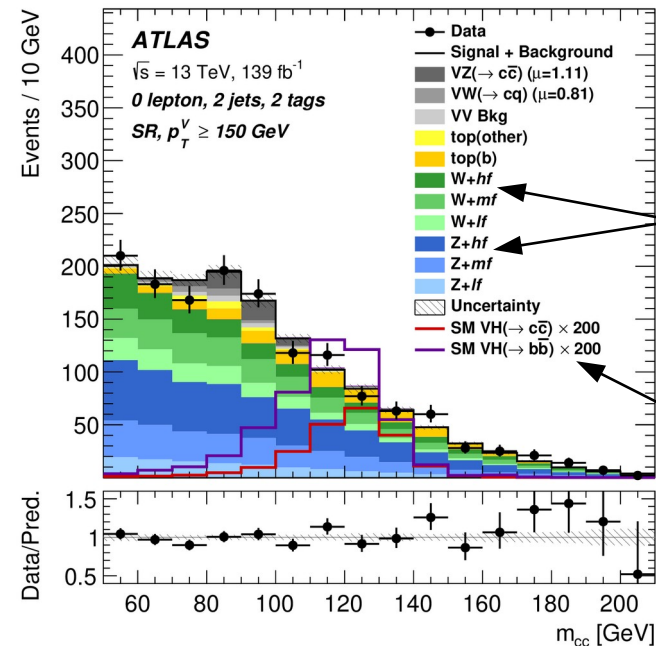 Events / 10 GeV
400
350
300
250
200
150
100
50
ATLAS
√s = 13 TeV, 139 fb⁻¹
0 lepton, 2 jets, 2 tags
SR, p_T^V ≥ 150 GeV
Data
Signal + Background
VZ(→ cc̄) (μ=1.11)
VW(→ cq) (μ=0.81)
VV Bkg
top(other)
top(b)
W+hf
W+mf
W+lf
Z+hf
Z+mf
Z+lf
Uncertainty
SM VH(→ cc̄) × 200
SM VH(→ bb̄) × 200
Data/Pred.
1.5
1
0.5
60 80 100 120 140 160 180 200
m_cc [GeV]